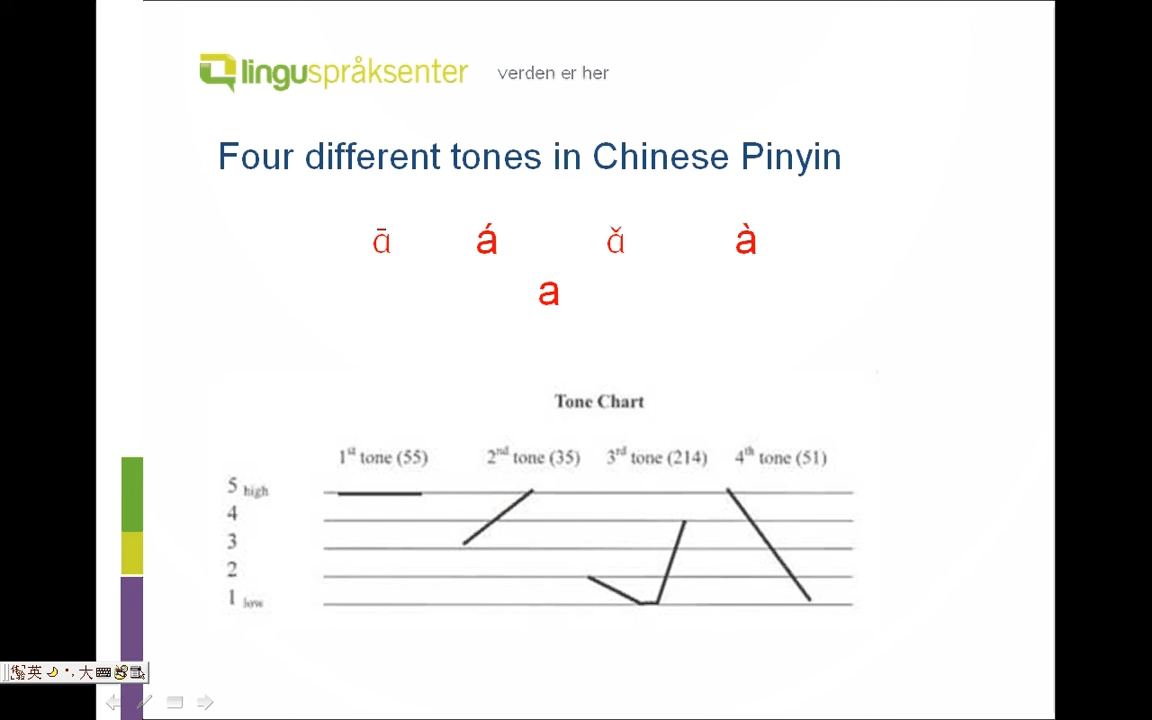 linguspråksenter verden er her
Four different tones in Chinese Pinyin
ɑ̄ á ɑ̌ à
a
Tone Chart
1st tone (55) 2nd tone (35) 3rd tone (214) 4th tone (51)
5 high
4
3
2
1 low
英 大